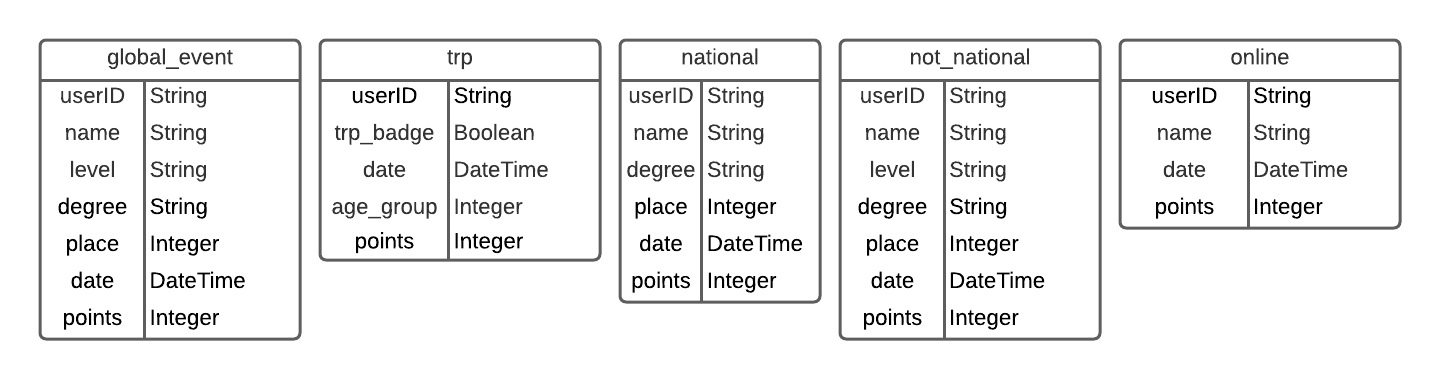 global_event
userID String
name String
level String
degree String
place Integer
date DateTime
points Integer
trp
userID String
trp_badge Boolean
date DateTime
age_group Integer
points Integer
national
userID String
name String
degree String
place Integer
date DateTime
points Integer
not_national
userID String
name String
level String
degree String
place Integer
date DateTime
points Integer
online
userID String
name String
date DateTime
points Integer